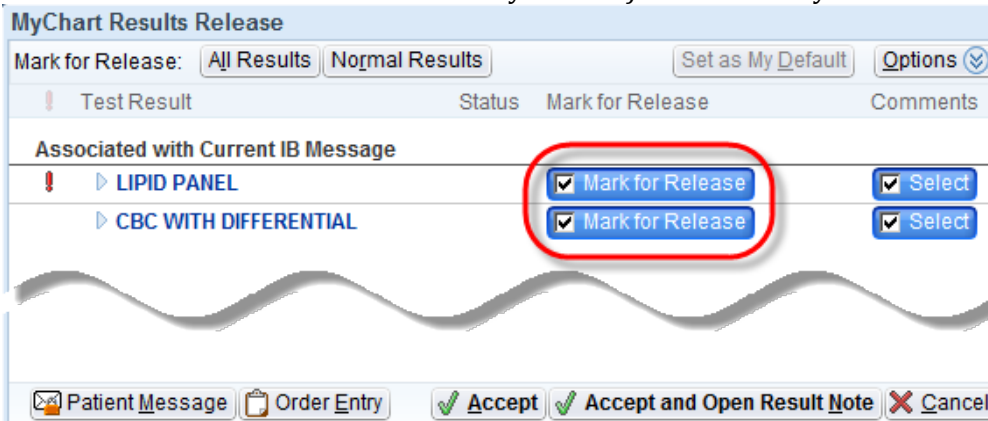 MyChart Results Release
Mark for Release: All Results Normal Results Set as My Default Options
Test Result Status Mark for Release Comments
Associated with Current IB Message
LIPID PANEL Mark for Release Select
CBC WITH DIFFERENTIAL Mark for Release Select
Patient Message Order Entry Accept Accept and Open Result Note Cancel